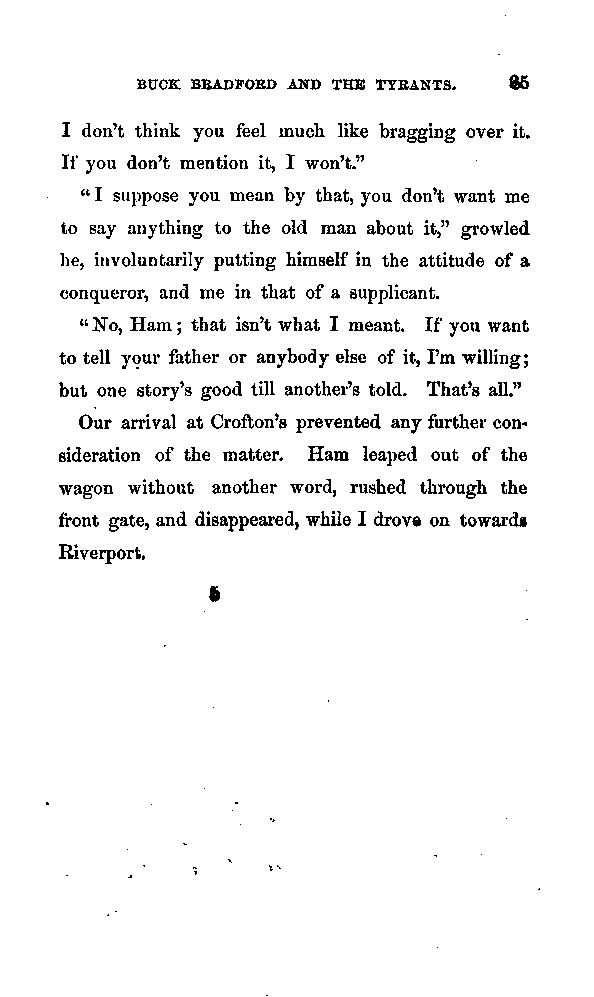 BUCK BRADFORD AND THE TYRANTS. 65
I don't think you feel much like bragging over it.
If you don't mention it, I won't."
"I suppose you mean by that, you don't want me
to say anything to the old man about it," growled
he, involuntarily putting himself in the attitude of a
conqueror, and me in that of a supplicant.
"No, Ham; that isn't what I meant. If you want
to tell your father or anybody else of it, I'm willing;
but one story's good till another's told. That's all."
Our arrival at Crofton's prevented any further con-
sideration of the matter. Ham leaped out of the
wagon without another word, rushed through the
front gate, and disappeared, while I drove on towards
Riverport.
5